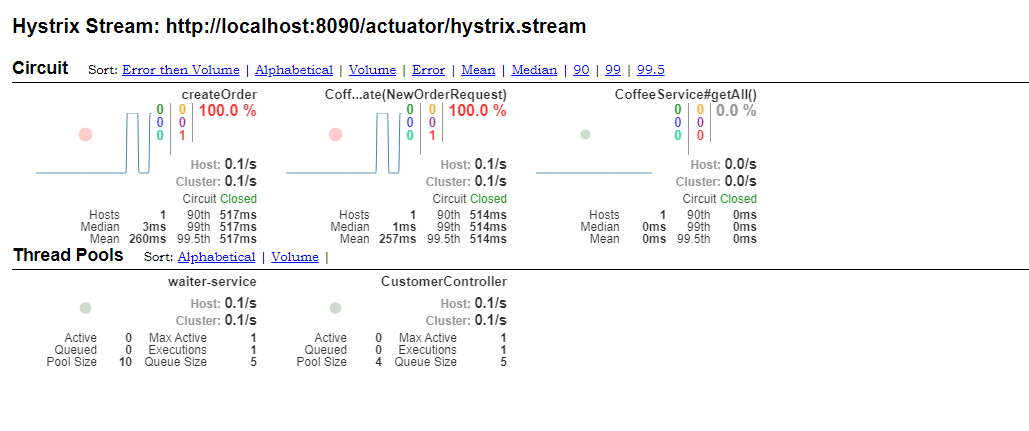 Hystrix Stream: http://localhost:8090/actuator/hystrix.stream
Circuit Sort: Error then Volume | Alphabetical | Volume | Error | Mean | Median | 90 | 99 | 99.5
createOrder
0 0 100.0 %
0 0
0 1
Host: 0.1/s
Cluster: 0.1/s
Circuit Closed
Hosts 1 90th 517ms
Median 3ms 99th 517ms
Mean 260ms 99.5th 517ms
Coff...ate(NewOrderRequest)
0 0 100.0 %
0 0
0 1
Host: 0.1/s
Cluster: 0.1/s
Circuit Closed
Hosts 1 90th 514ms
Median 1ms 99th 514ms
Mean 257ms 99.5th 514ms
CoffeeService#getAll()
0 0 0.0 %
0 0
0 0
Host: 0.0/s
Cluster: 0.0/s
Circuit Closed
Hosts 1 90th 0ms
Median 0ms 99th 0ms
Mean 0ms 99.5th 0ms
Thread Pools Sort: Alphabetical | Volume |
waiter-service
Host: 0.1/s
Cluster: 0.1/s
Active 0 Max Active 1
Queued 0 Executions 1
Pool Size 10 Queue Size 5
CustomerController
Host: 0.1/s
Cluster: 0.1/s
Active 0 Max Active 1
Queued 0 Executions 1
Pool Size 4 Queue Size 5